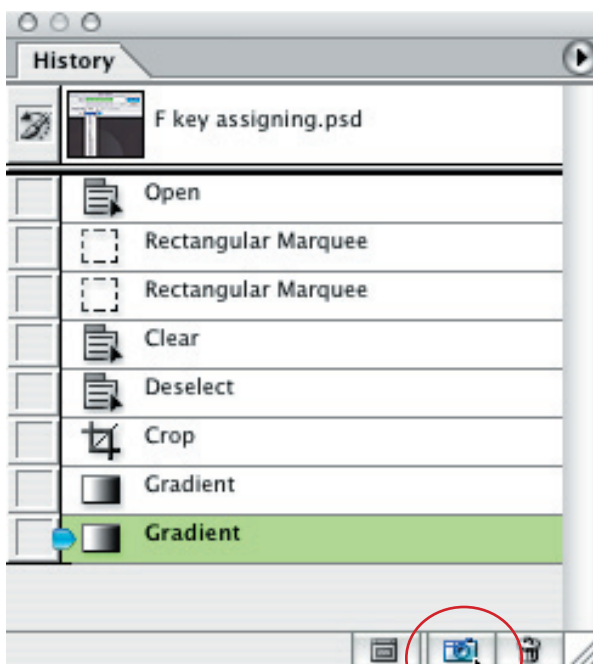 History
F key assigning.psd
Open
Rectangular Marquee
Rectangular Marquee
Clear
Deselect
Crop
Gradient
Gradient